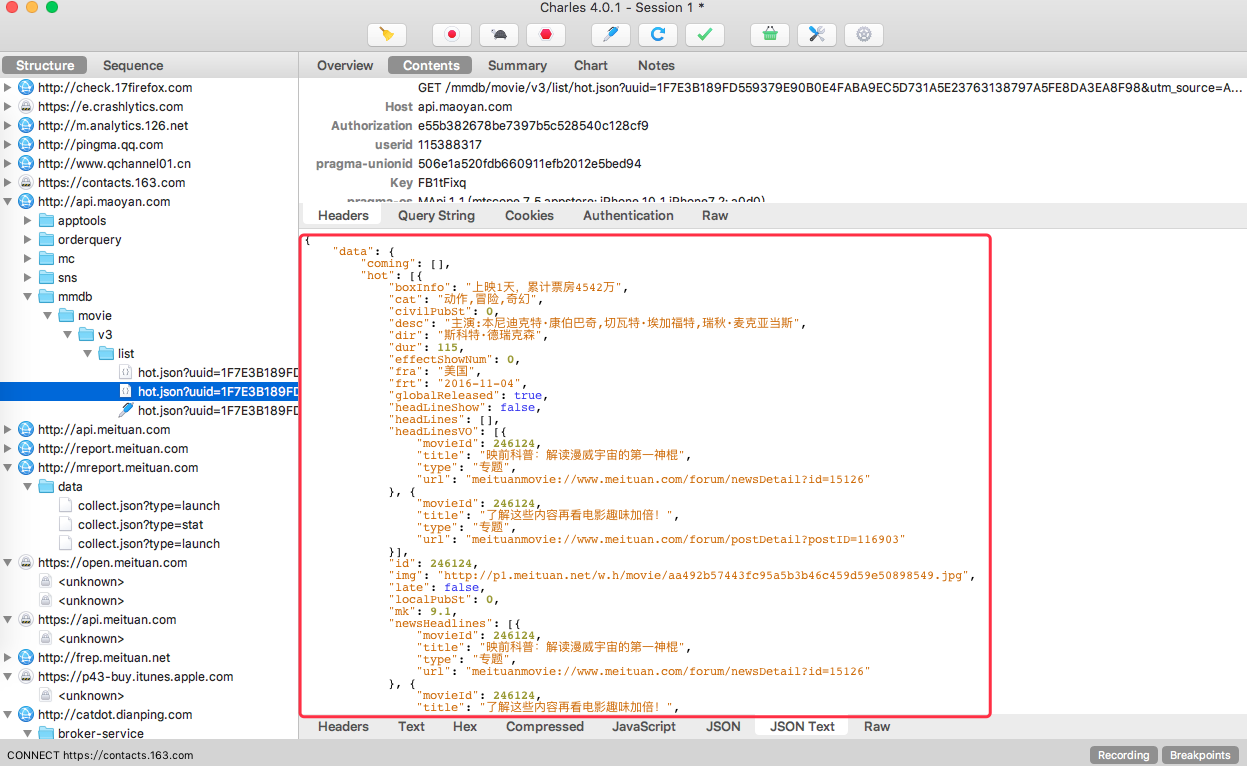 Charles 4.0.1 - Session 1 *
Structure Sequence
http://check.17firefox.com
https://e.crashlytics.com
http://m.analytics.126.net
http://pingma.qq.com
http://www.qchannel01.cn
https://contacts.163.com
http://api.maoyan.com
apptools
orderquery
mc
sns
mmdb
movie
v3
list
hot.json?uuid=1F7E3B189FD
hot.json?uuid=1F7E3B189FD
hot.json?uuid=1F7E3B189FD
http://api.meituan.com
http://report.meituan.com
http://mreport.meituan.com
data
collect.json?type=launch
collect.json?type=stat
collect.json?type=launch
https://open.meituan.com
<unknown>
<unknown>
https://api.meituan.com
<unknown>
http://frep.meituan.net
https://p43-buy.itunes.apple.com
<unknown>
http://catdot.dianping.com
broker-service
Overview Contents Summary Chart Notes
GET /mmdb/movie/v3/list/hot.json?uuid=1F7E3B189FD559379E90B0E4FABA9EC5D731A5E23763138797A5FE8DA3EA8F98&utm_source=A...
Host api.maoyan.com
Authorization e55b382678be7397b5c528540c128cf9
userid 115388317
pragma-unionid 506e1a520fdb660911efb2012e5bed94
Key FB1tFixq
pragma-os MApi 1.1 (mtscope 7.5 appstore; iPhone 10.1 iPhone7,2; a0d0)
Headers Query String Cookies Authentication Raw
{
"data": {
"coming": [],
"hot": [{
"boxInfo": "上映1天，累计票房4542万",
"cat": "动作,冒险,奇幻",
"civilPubSt": 0,
"desc": "主演:本尼迪克特·康伯巴奇,切瓦特·埃加福特,瑞秋·麦克亚当斯",
"dir": "斯科特·德瑞克森",
"dur": 115,
"effectShowNum": 0,
"fra": "美国",
"frt": "2016-11-04",
"globalReleased": true,
"headLineShow": false,
"headLines": [],
"headLinesVO": [{
"movieId": 246124,
"title": "映前科普：解读漫威宇宙的第一神棍",
"type": "专题",
"url": "meituanmovie://www.meituan.com/forum/newsDetail?id=15126"
}, {
"movieId": 246124,
"title": "了解这些内容再看电影趣味加倍！",
"type": "专题",
"url": "meituanmovie://www.meituan.com/forum/postDetail?postID=116903"
}],
"id": 246124,
"img": "http://p1.meituan.net/w.h/movie/aa492b57443fc95a5b3b46c459d59e50898549.jpg",
"late": false,
"localPubSt": 0,
"mk": 9.1,
"newsHeadlines": [{
"movieId": 246124,
"title": "映前科普：解读漫威宇宙的第一神棍",
"type": "专题",
"url": "meituanmovie://www.meituan.com/forum/newsDetail?id=15126"
}, {
"movieId": 246124,
"title": "了解这些内容再看电影趣味加倍！",
Headers Text Hex Compressed JavaScript JSON JSON Text Raw
CONNECT https://contacts.163.com
Recording Breakpoints